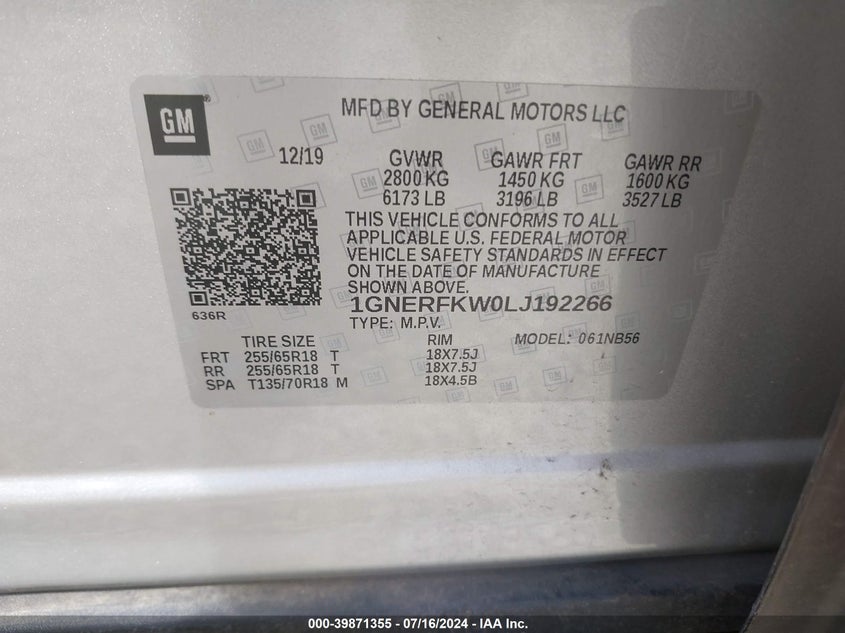 GM
MFD BY GENERAL MOTORS LLC
12/19 GVWR GAWR FRT GAWR RR
2800 KG 1450 KG 1600 KG
6173 LB 3196 LB 3527 LB
THIS VEHICLE CONFORMS TO ALL
APPLICABLE U.S. FEDERAL MOTOR
VEHICLE SAFETY STANDARDS IN EFFECT
ON THE DATE OF MANUFACTURE
SHOWN ABOVE.
636R
1GNERFKW0LJ192266
TYPE: M.P.V.
TIRE SIZE RIM MODEL: 061NB56
FRT 255/65R18 T 18X7.5J
RR 255/65R18 T 18X7.5J
SPA T135/70R18 M 18X4.5B
000-39871355 / 07/16/2024 - IAA Inc.